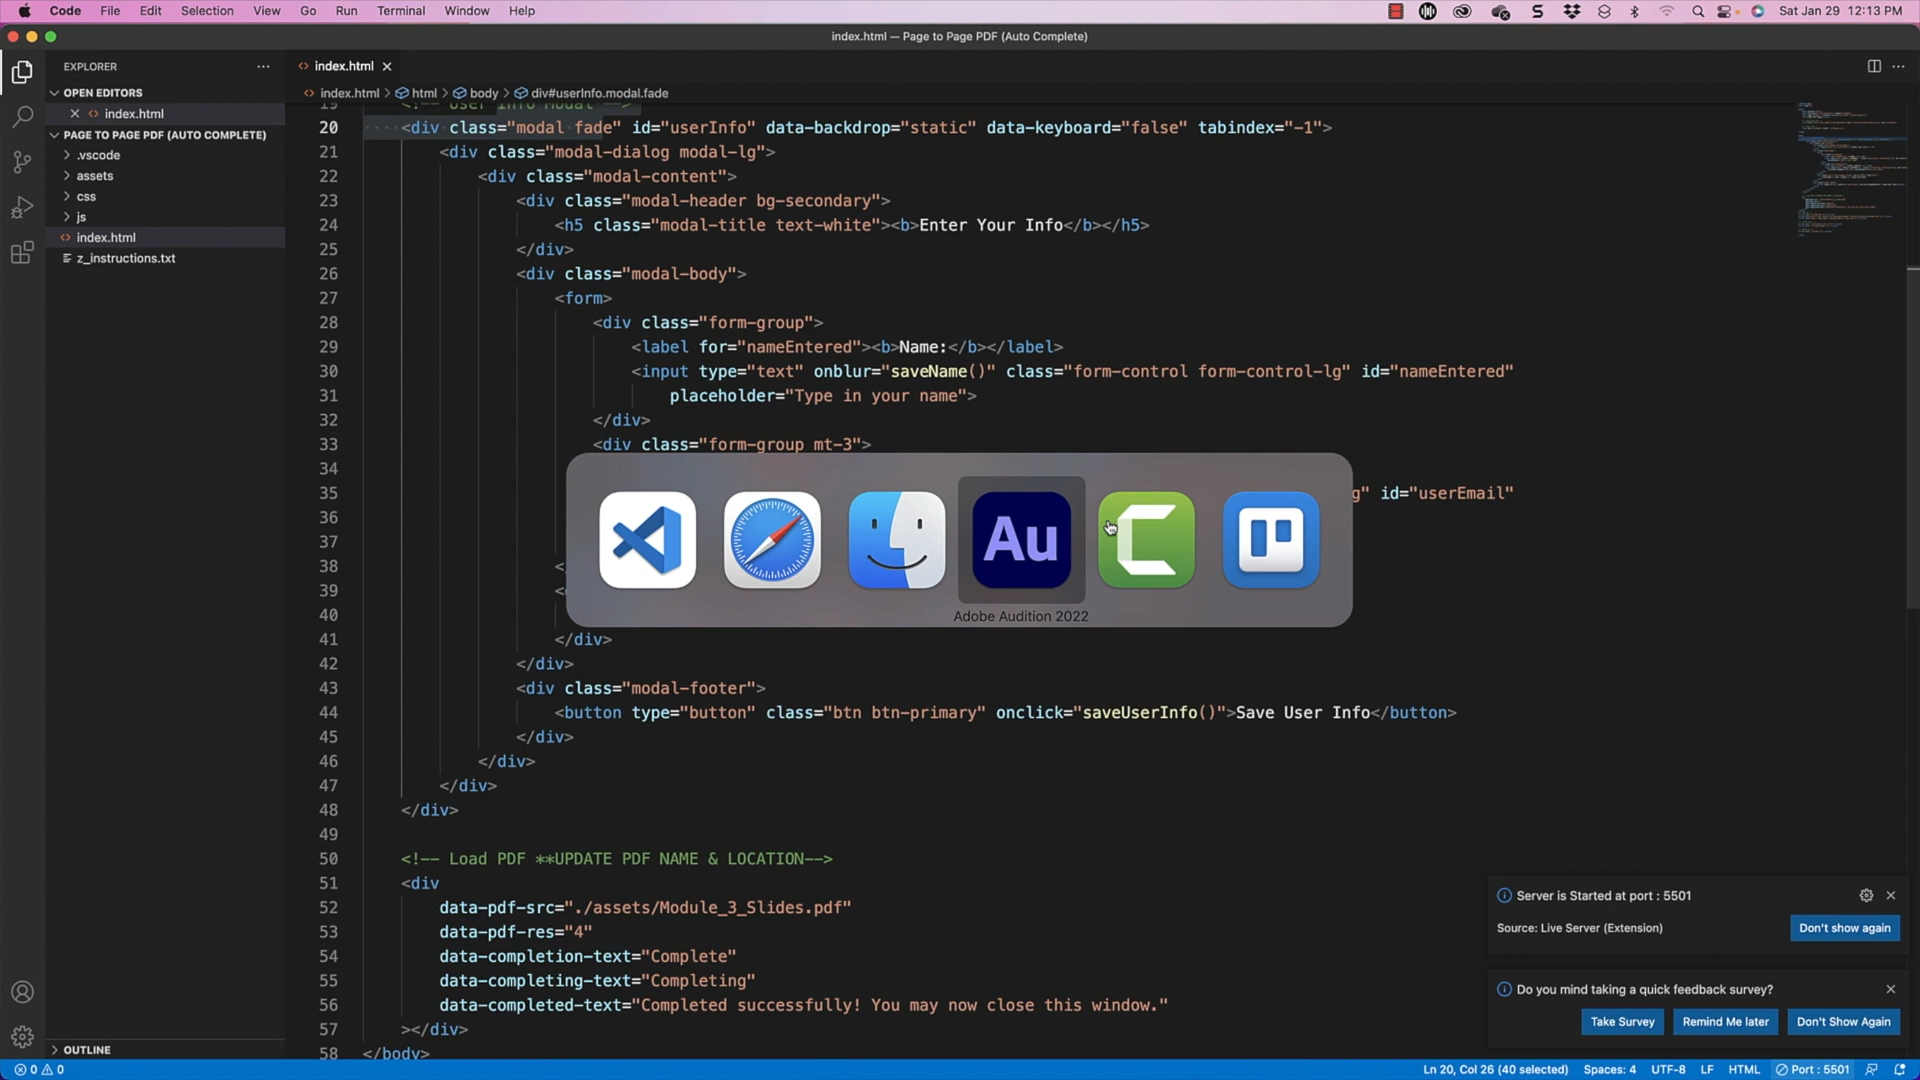 Code File Edit Selection View Go Run Terminal Window Help
Sat Jan 29 12:13 PM
index.html — Page to Page PDF (Auto Complete)
EXPLORER
OPEN EDITORS
index.html
PAGE TO PAGE PDF (AUTO COMPLETE)
.vscode
assets
css
js
index.html
z_instructions.txt
OUTLINE
index.html
index.html > html > body > div#userInfo.modal.fade
19 <!-- User Info Modal -->
20 <div class="modal fade" id="userInfo" data-backdrop="static" data-keyboard="false" tabindex="-1">
21 <div class="modal-dialog modal-lg">
22 <div class="modal-content">
23 <div class="modal-header bg-secondary">
24 <h5 class="modal-title text-white"><b>Enter Your Info</b></h5>
25 </div>
26 <div class="modal-body">
27 <form>
28 <div class="form-group">
29 <label for="nameEntered"><b>Name:</b></label>
30 <input type="text" onblur="saveName()" class="form-control form-control-lg" id="nameEntered"
31 placeholder="Type in your name">
32 </div>
33 <div class="form-group mt-3">
34
35 g" id="userEmail"
36
37
38 <
39 <
40
41 </div>
42 </div>
43 <div class="modal-footer">
44 <button type="button" class="btn btn-primary" onclick="saveUserInfo()">Save User Info</button>
45 </div>
46 </div>
47 </div>
48 </div>
49
50 <!-- Load PDF **UPDATE PDF NAME & LOCATION-->
51 <div
52 data-pdf-src="./assets/Module_3_Slides.pdf"
53 data-pdf-res="4"
54 data-completion-text="Complete"
55 data-completing-text="Completing"
56 data-completed-text="Completed successfully! You may now close this window."
57 ></div>
58 </body>
Au
Adobe Audition 2022
Server is Started at port : 5501
Source: Live Server (Extension)
Don't show again
Do you mind taking a quick feedback survey?
Take Survey
Remind Me later
Don't Show Again
0 0
Ln 20, Col 26 (40 selected) Spaces: 4 UTF-8 LF HTML Port : 5501